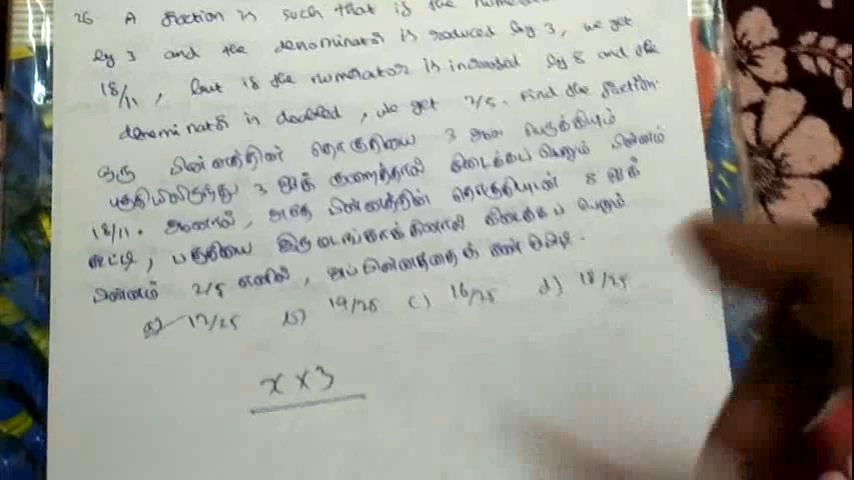 26 A fraction is such that if the
by 3 and the denominator is reduced by 3, we get
18/11, but if the numerator is increased by 8 and the
denominator is doubled, we get 2/5. Find the fraction.
ஒரு பின்னத்தின் தொகுதியை 3 ஆல் பெருக்கியும்
பகுதியிலிருந்து 3 ஐக் குறைத்தால் கிடைக்கப் பெறும் பின்னம்
18/11. ஆனால், அதே பின்னத்தின் தொகுதியுடன் 8 ஐக்
கூட்டி, பகுதியை இருமடங்காக்கினால் கிடைக்கப் பெறும்
பின்னம் 2/5 எனில், அப்பின்னத்தைக் கண்டுபிடி.
a) 12/25 b) 19/25 c) 16/25 d) 18/25
x × 3